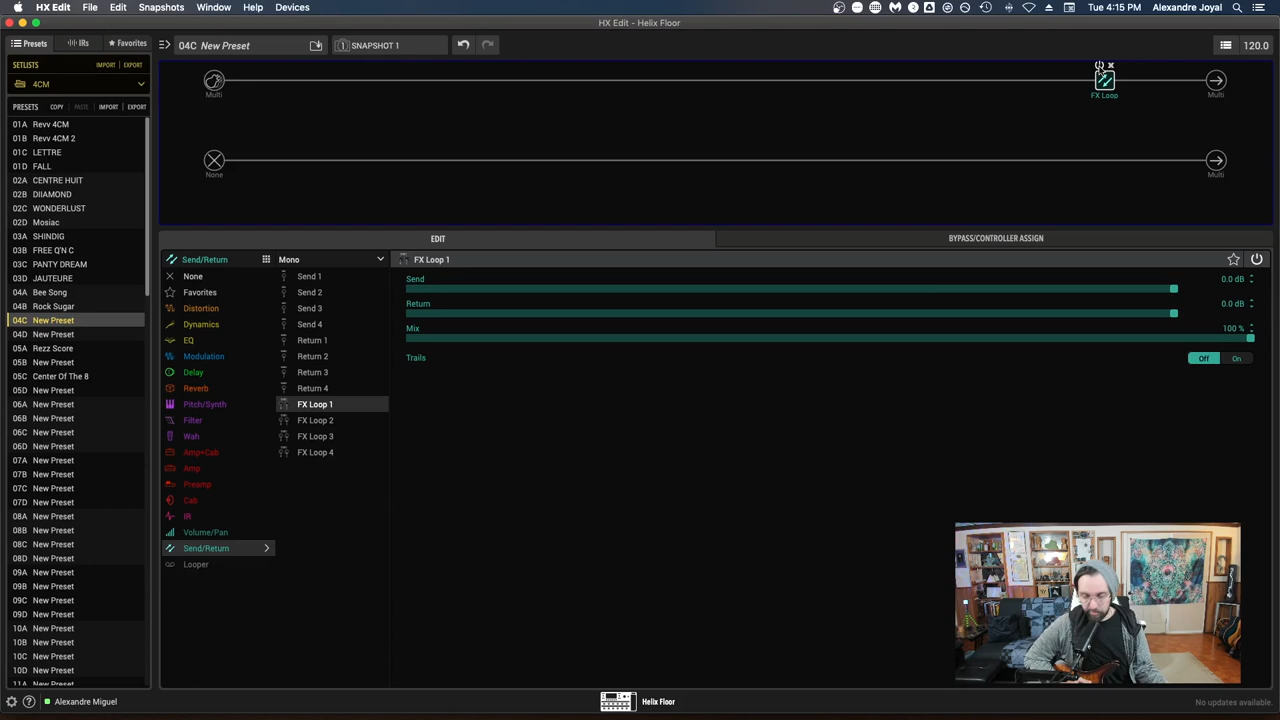 HX Edit File Edit Snapshots Window Help Devices Tue 4:15 PM Alexandre Joyal
HX Edit - Helix Floor
Presets IRs Favorites 04C New Preset 1 SNAPSHOT 1 120.0
SETLISTS IMPORT EXPORT
4CM
PRESETS COPY PASTE IMPORT EXPORT
01A Revv 4CM
01B Revv 4CM 2
01C LETTRE
01D FALL
02A CENTRE HUIT
02B DIIAMOND
02C WONDERLUST
02D Mosiac
03A SHINDIG
03B FREE Q'N C
03C PANTY DREAM
03D JAUTEURE
04A Bee Song
04B Rock Sugar
04C New Preset
04D New Preset
05A Rezz Score
05B New Preset
05C Center Of The 8
05D New Preset
06A New Preset
06B New Preset
06C New Preset
06D New Preset
07A New Preset
07B New Preset
07C New Preset
07D New Preset
08A New Preset
08B New Preset
08C New Preset
08D New Preset
09A New Preset
09B New Preset
09C New Preset
09D New Preset
10A New Preset
10B New Preset
10C New Preset
10D New Preset
11A New Preset
Multi FX Loop Multi
None Multi
EDIT BYPASS/CONTROLLER ASSIGN
Send/Return Mono
None
Favorites
Distortion
Dynamics
EQ
Modulation
Delay
Reverb
Pitch/Synth
Filter
Wah
Amp+Cab
Amp
Preamp
Cab
IR
Volume/Pan
Send/Return
Looper
Send 1
Send 2
Send 3
Send 4
Return 1
Return 2
Return 3
Return 4
FX Loop 1
FX Loop 2
FX Loop 3
FX Loop 4
FX Loop 1
Send 0.0 dB
Return 0.0 dB
Mix 100 %
Trails Off On
Alexandre Miguel Helix Floor No updates available.